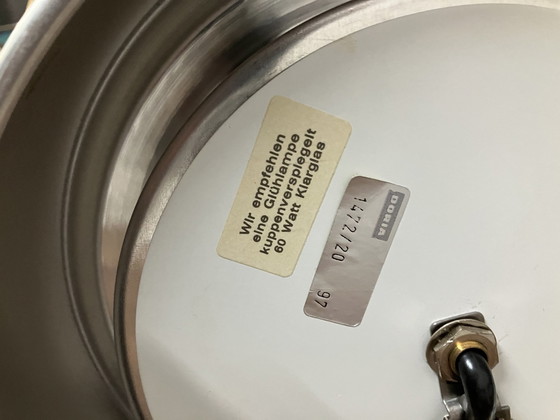 Wir empfehlen
eine Glühlampe
kuppenverspiegelt
60 Watt Klarglas
DORIA
1472/20 97